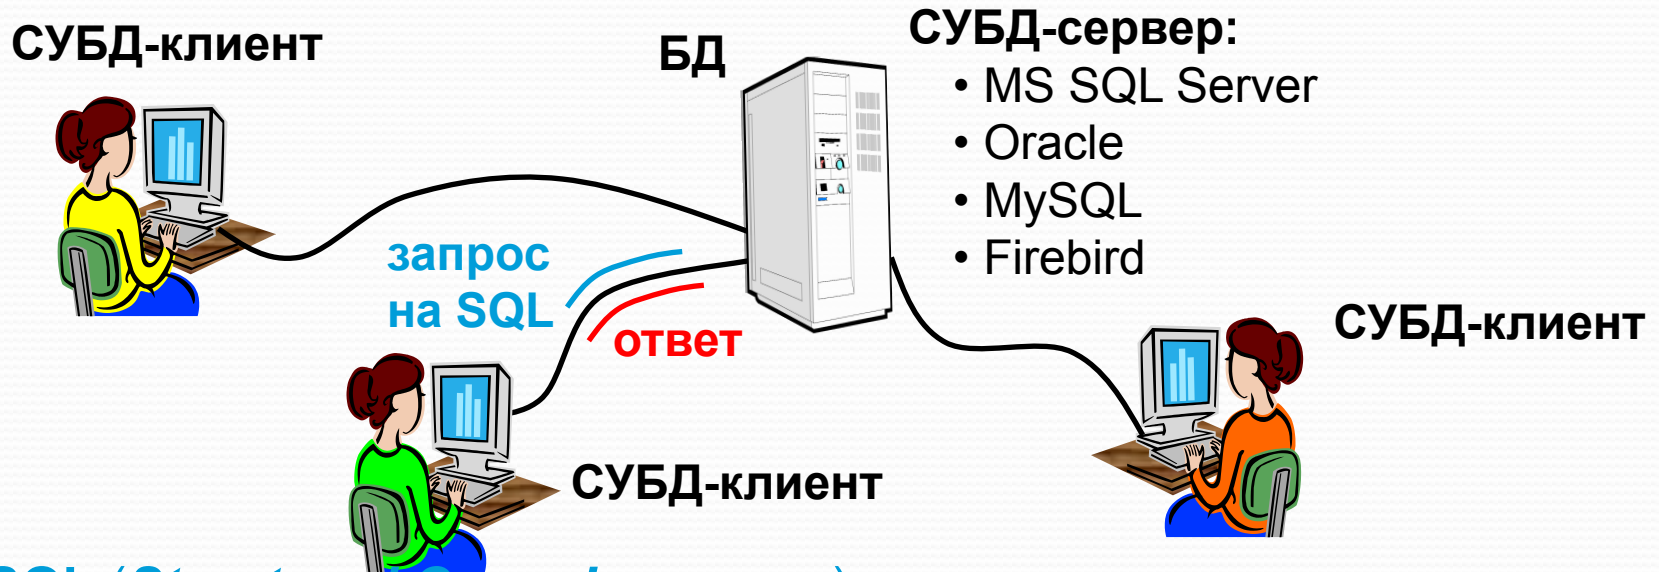 СУБД-клиент
БД
СУБД-сервер:
• MS SQL Server
• Oracle
• MySQL
• Firebird
запрос
на SQL
ответ
СУБД-клиент
СУБД-клиент